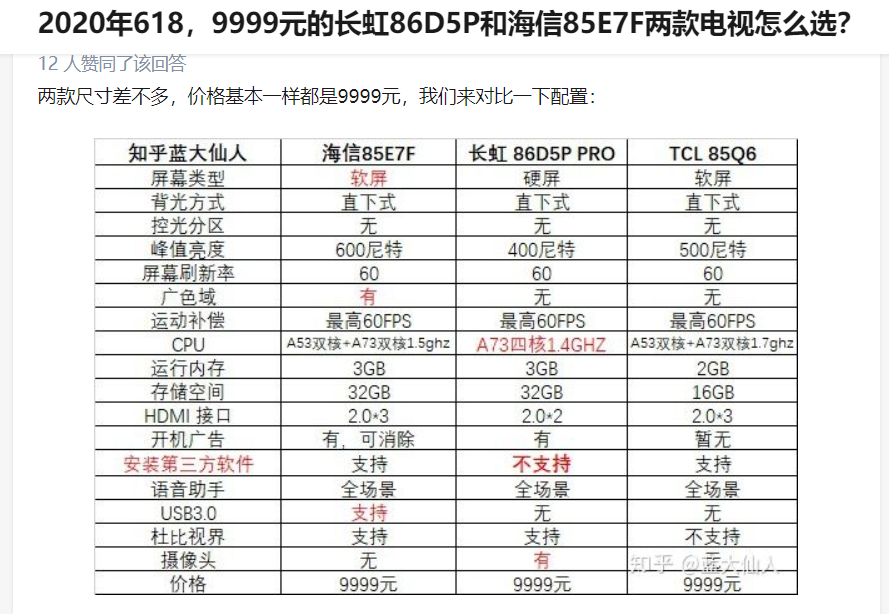 2020年618，9999元的长虹86D5P和海信85E7F两款电视怎么选？
12 人赞同了该回答
两款尺寸差不多，价格基本一样都是9999元，我们来对比一下配置：
知乎蓝大仙人 海信85E7F 长虹 86D5P PRO TCL 85Q6
屏幕类型 软屏 硬屏 软屏
背光方式 直下式 直下式 直下式
控光分区 无 无 无
峰值亮度 600尼特 400尼特 500尼特
屏幕刷新率 60 60 60
广色域 有 无 无
运动补偿 最高60FPS 最高60FPS 最高60FPS
CPU A53双核+A73双核1.5ghz A73四核1.4GHZ A53双核+A73双核1.7ghz
运行内存 3GB 3GB 2GB
存储空间 32GB 32GB 16GB
HDMI 接口 2.0*3 2.0*2 2.0*3
开机广告 有，可消除 有 暂无
安装第三方软件 支持 不支持 支持
语音助手 全场景 全场景 全场景
USB3.0 支持 无 无
杜比视界 支持 支持 不支持
摄像头 无 有 无
价格 9999元 9999元 9999元
知乎 @蓝大仙人